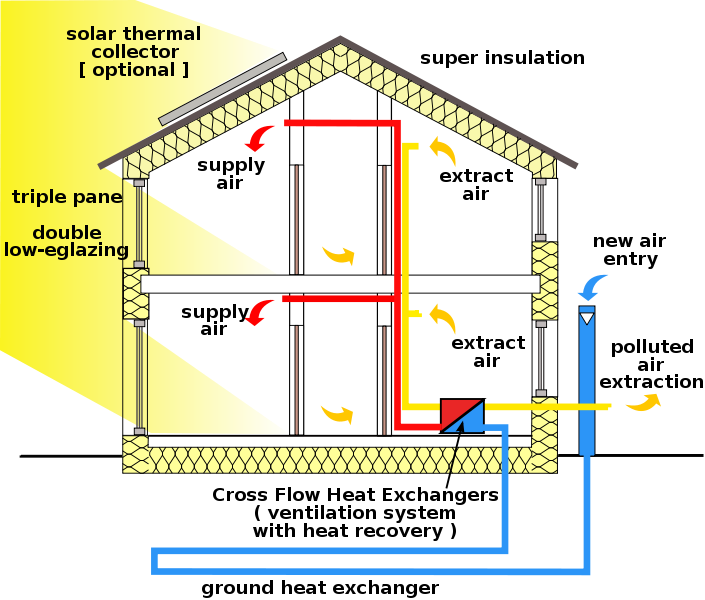 solar thermal
collector
[ optional ]
super insulation
supply
air
extract
air
triple pane
double
low-eglazing
new air
entry
supply
air
extract
air
polluted
air
extraction
Cross Flow Heat Exchangers
( ventilation system
with heat recovery )
ground heat exchanger